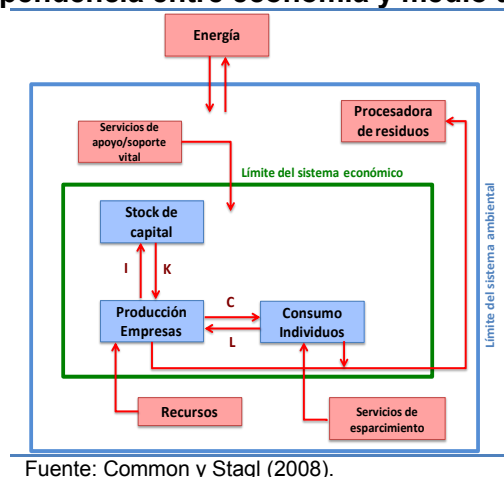 pendencia entre economía y medio a
Energía
Procesadora
de residuos
Servicios de
apoyo/soporte
vital
Límite del sistema económico
Límite del sistema ambiental
Stock de
capital
I
K
Producción
Empresas
C
L
Consumo
Individuos
Recursos
Servicios de
esparcimiento
Fuente: Common y Stagl (2008).